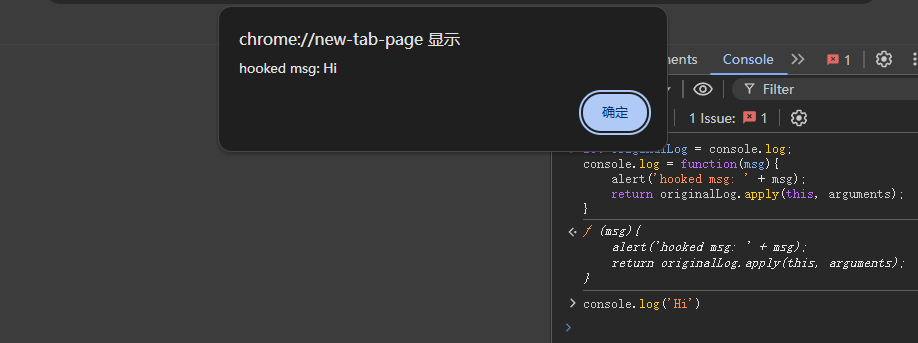 chrome://new-tab-page 显示
hooked msg: Hi
确定
ments
Console
1
Filter
1 Issue:
1
originalLog = console.log;
console.log = function(msg){
alert('hooked msg: ' + msg);
return originalLog.apply(this, arguments);
}
f (msg){
alert('hooked msg: ' + msg);
return originalLog.apply(this, arguments);
}
console.log('Hi')